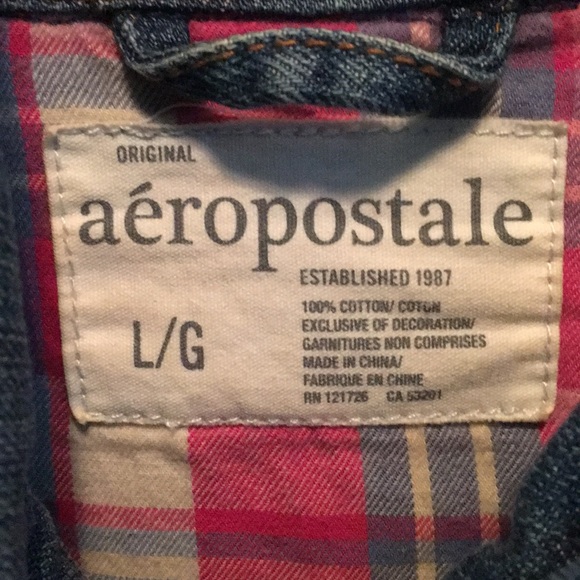 ORIGINAL
aéropostale
ESTABLISHED 1987
L/G
100% COTTON/ COTON
EXCLUSIVE OF DECORATION/
GARNITURES NON COMPRISES
MADE IN CHINA/
FABRIQUE EN CHINE
RN 121726 CA 53201